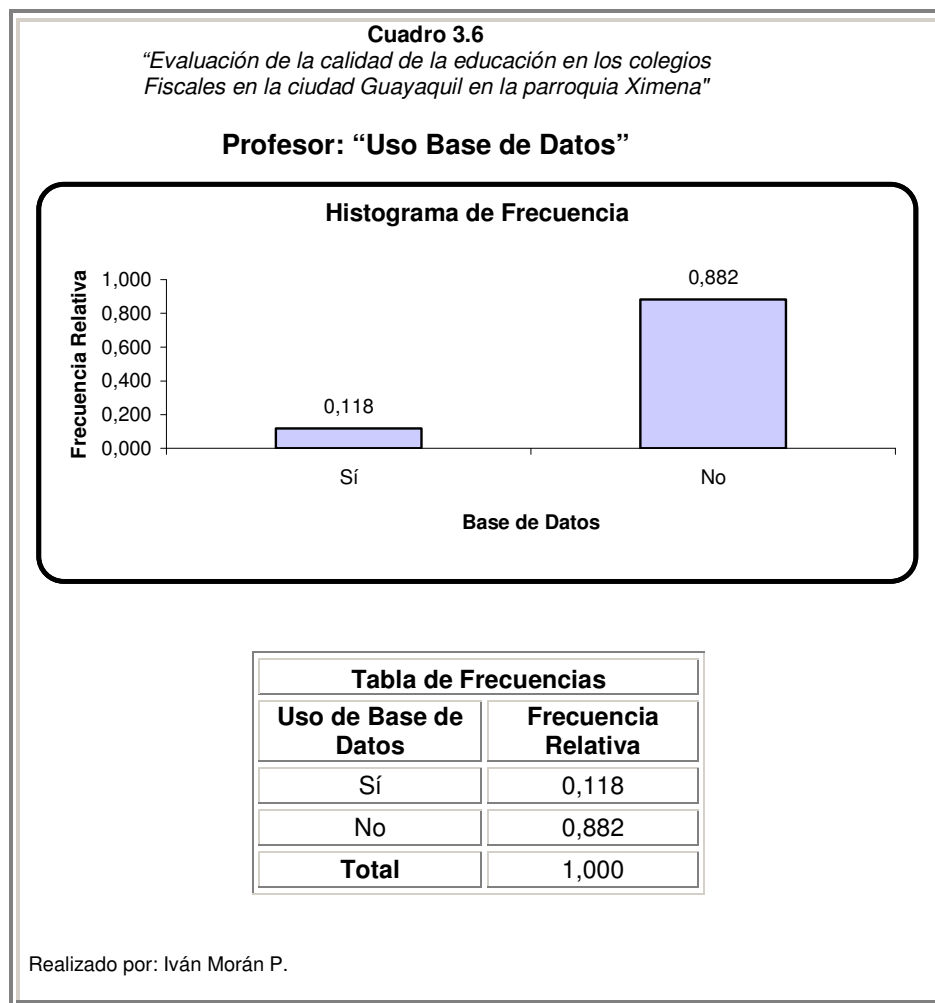 Cuadro 3.6
“Evaluación de la calidad de la educación en los colegios
Fiscales en la ciudad Guayaquil en la parroquia Ximena"
Profesor: “Uso Base de Datos”
Histograma de Frecuencia
Frecuencia Relativa
1,000
0,800
0,600
0,400
0,200
0,000
0,118
0,882
Sí
No
Base de Datos
Tabla de Frecuencias
Uso de Base de Datos
Frecuencia Relativa
Sí 0,118
No 0,882
Total 1,000
Realizado por: Iván Morán P.